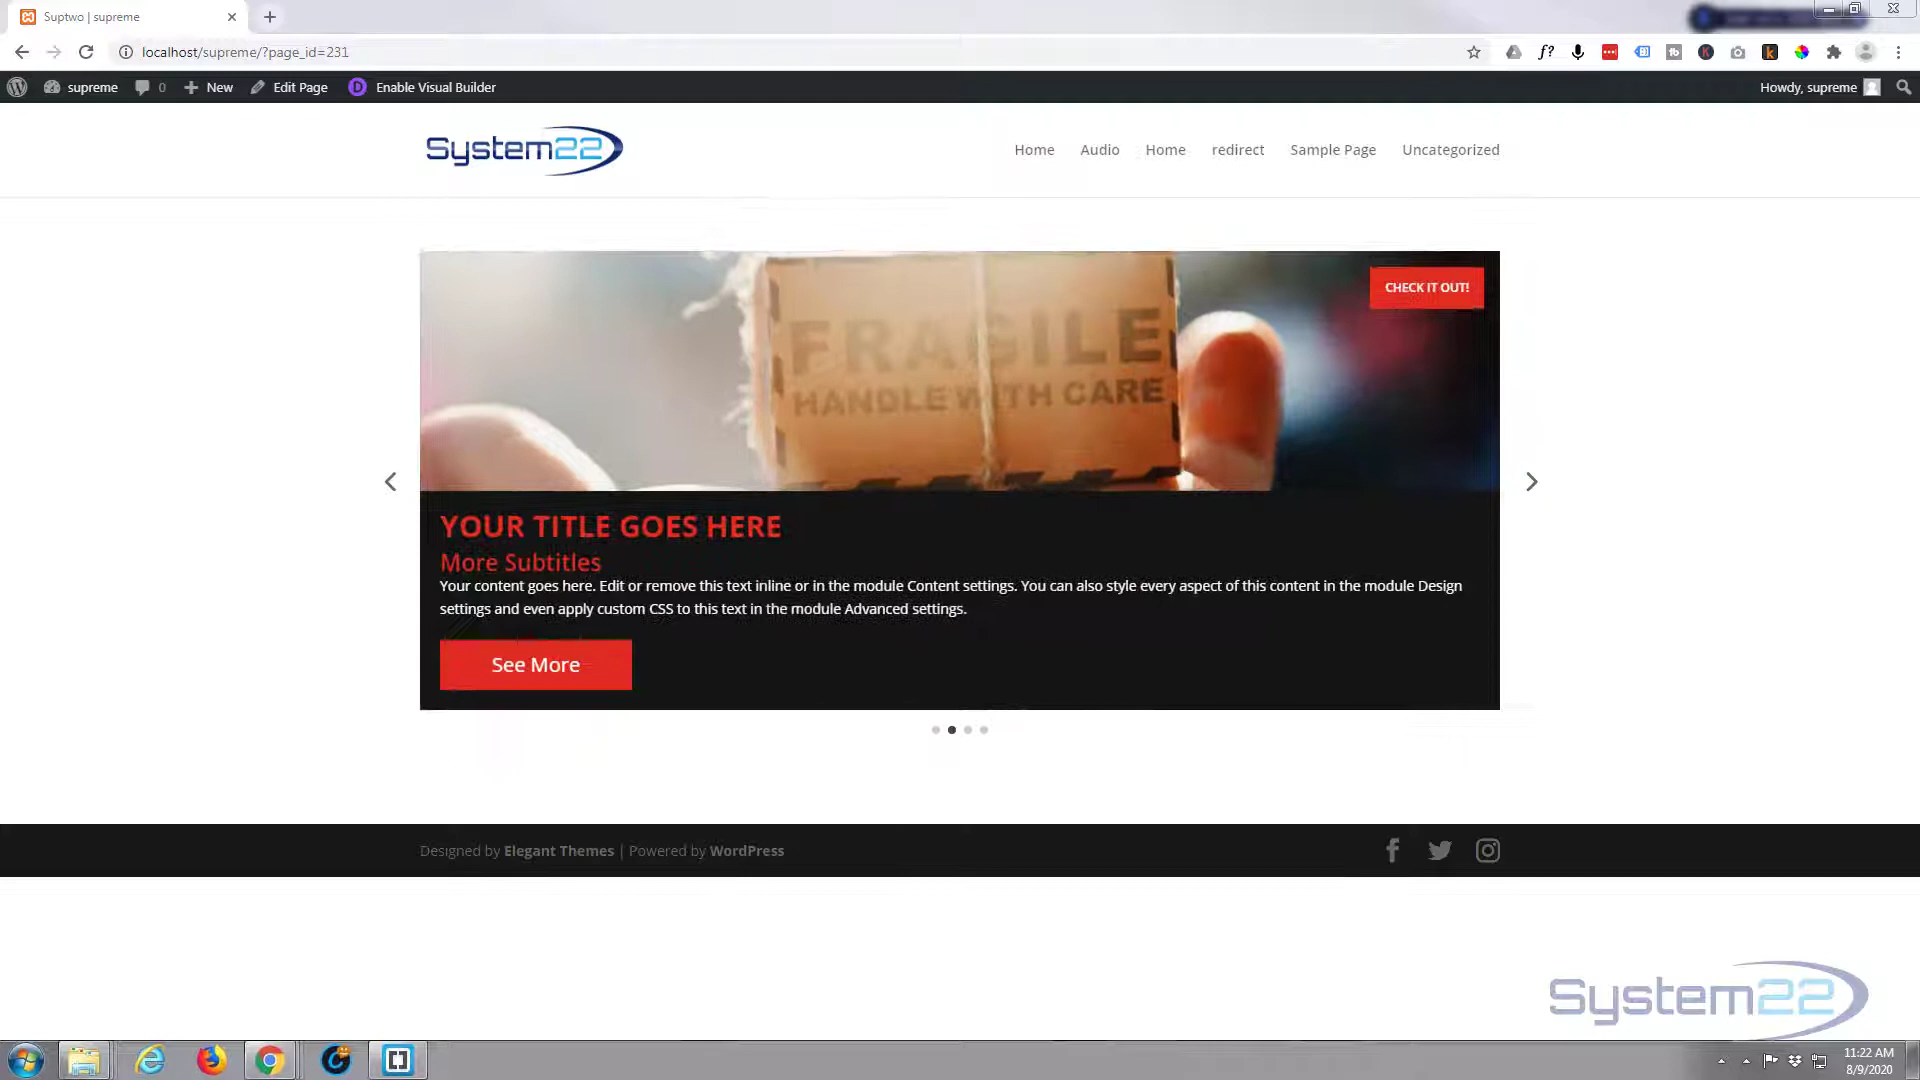 Suptwo | supreme
localhost/supreme/?page_id=231
supreme 0 New Edit Page Enable Visual Builder Howdy, supreme
System22 Home Audio Home redirect Sample Page Uncategorized
CHECK IT OUT!
FRAGILE
HANDLE WITH CARE
YOUR TITLE GOES HERE
More Subtitles
Your content goes here. Edit or remove this text inline or in the module Content settings. You can also style every aspect of this content in the module Design
settings and even apply custom CSS to this text in the module Advanced settings.
See More
Designed by Elegant Themes | Powered by WordPress
System22
11:22 AM
8/9/2020